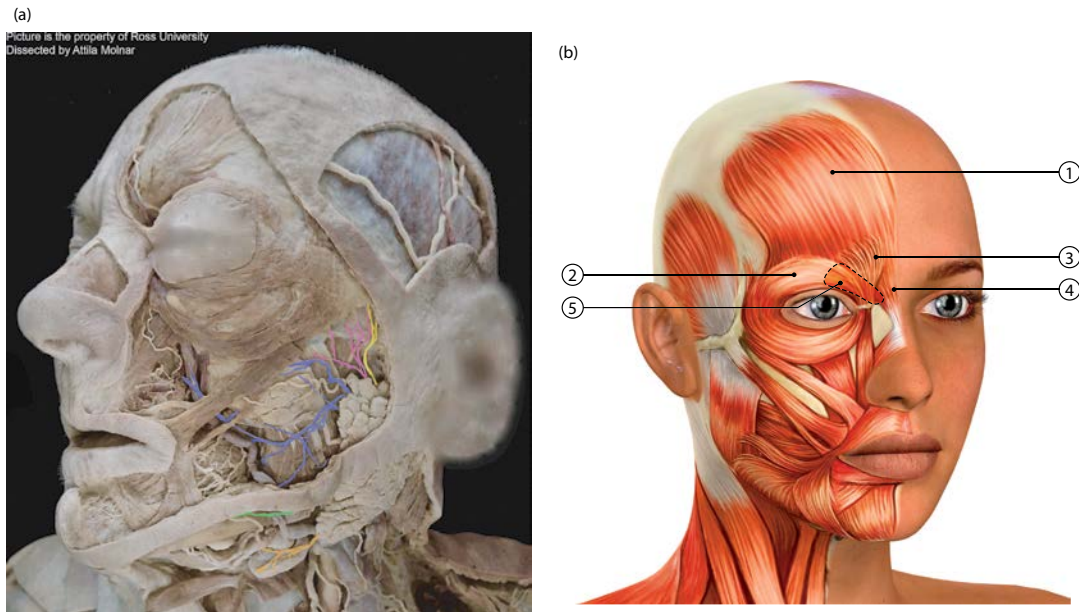 (a)
Picture is the property of Ross University
Dissected by Attila Molnar
(b)
1
3
2
4
5